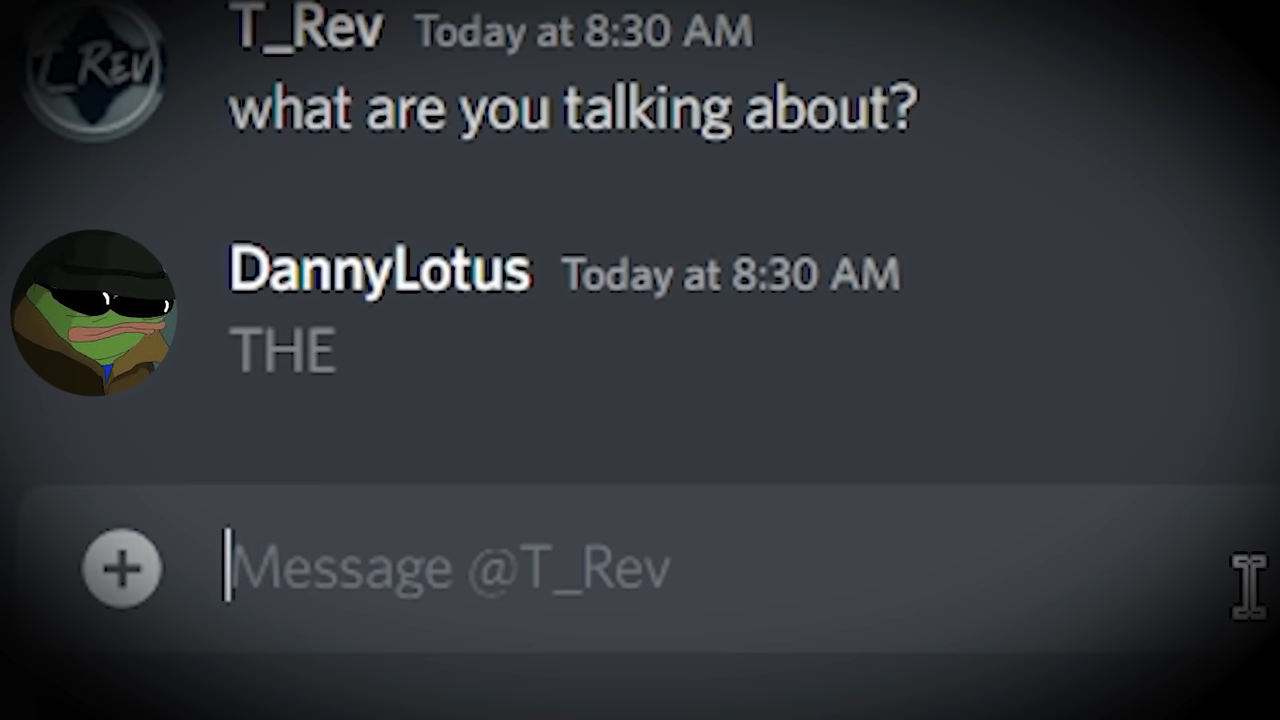 T_Rev Today at 8:30 AM
T_Rev
what are you talking about?
DannyLotus Today at 8:30 AM
THE
Message @T_Rev